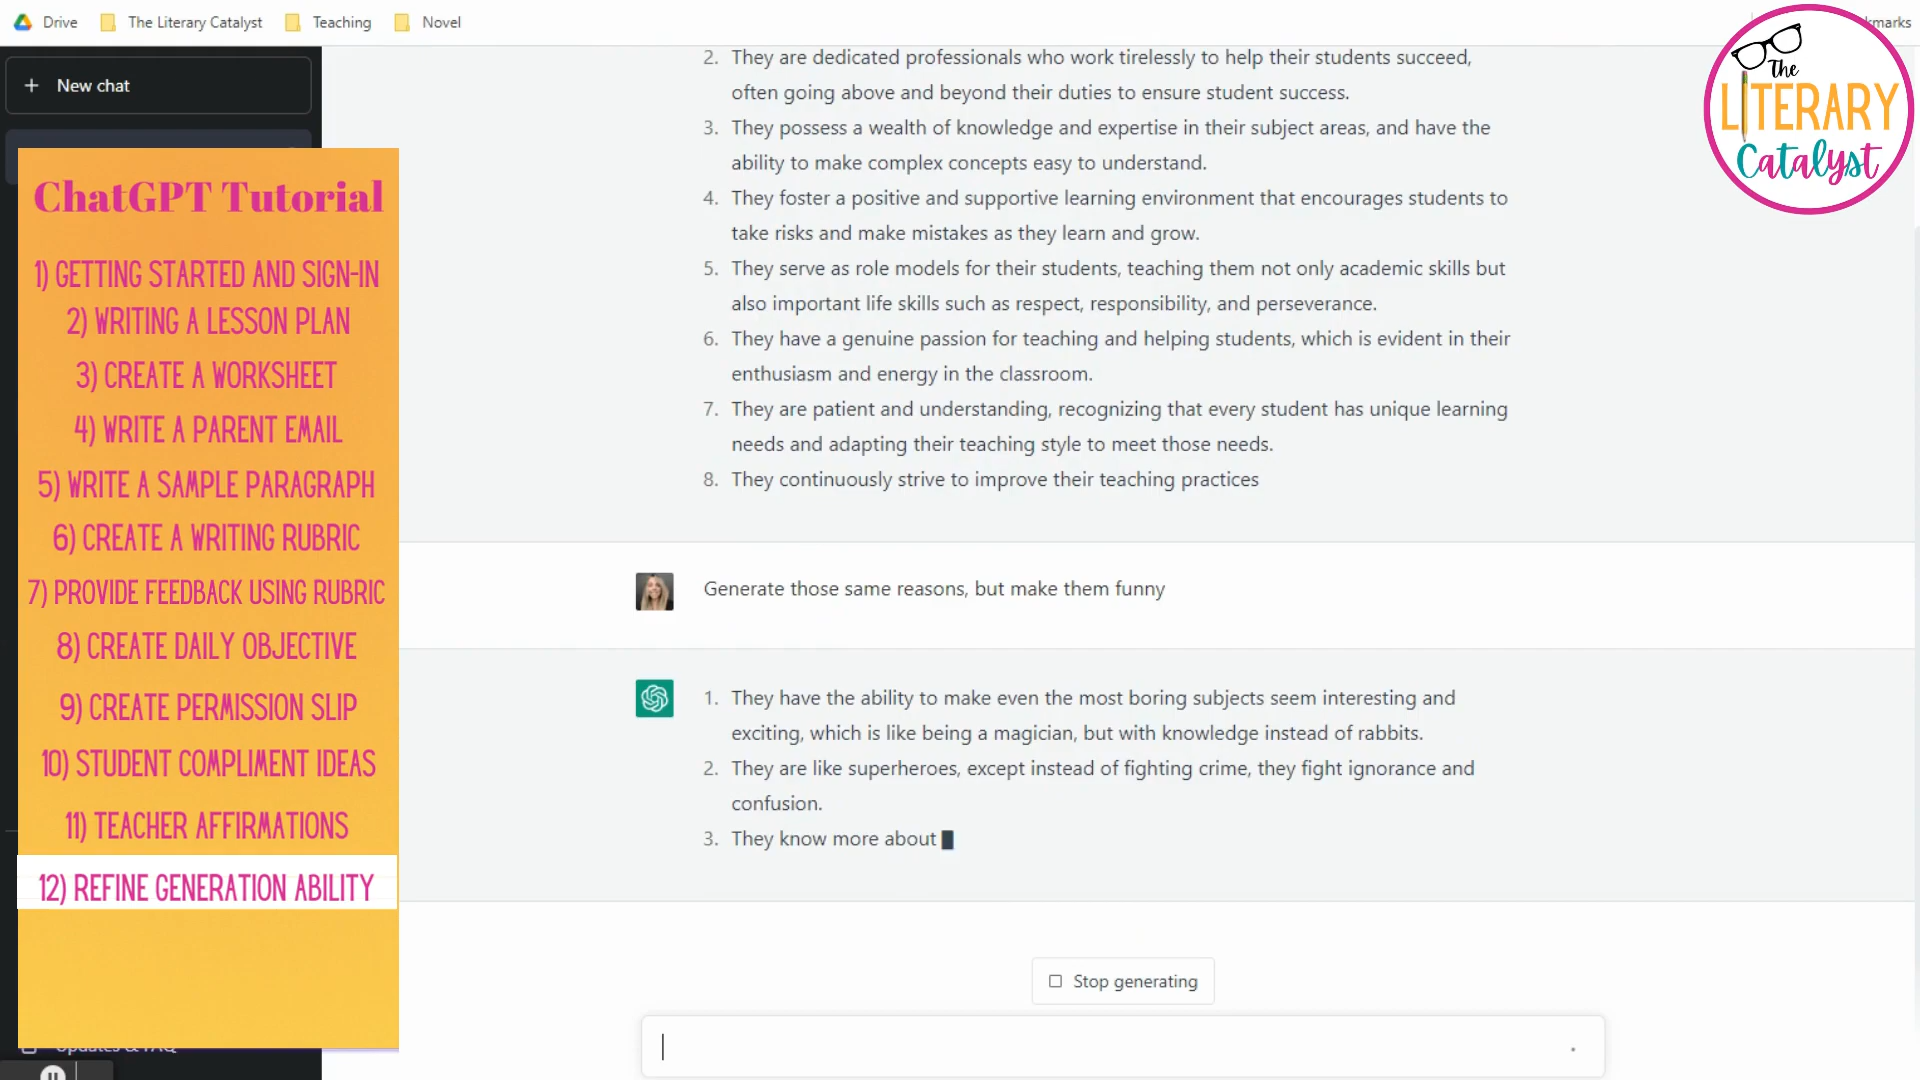 Drive
The Literary Catalyst
Teaching
Novel
kmarks
The
LITERARY
Catalyst
+ New chat
ChatGPT Tutorial
1) GETTING STARTED AND SIGN-IN
2) WRITING A LESSON PLAN
3) CREATE A WORKSHEET
4) WRITE A PARENT EMAIL
5) WRITE A SAMPLE PARAGRAPH
6) CREATE A WRITING RUBRIC
7) PROVIDE FEEDBACK USING RUBRIC
8) CREATE DAILY OBJECTIVE
9) CREATE PERMISSION SLIP
10) STUDENT COMPLIMENT IDEAS
11) TEACHER AFFIRMATIONS
12) REFINE GENERATION ABILITY
Updates & FAQ
2. They are dedicated professionals who work tirelessly to help their students succeed,
often going above and beyond their duties to ensure student success.
3. They possess a wealth of knowledge and expertise in their subject areas, and have the
ability to make complex concepts easy to understand.
4. They foster a positive and supportive learning environment that encourages students to
take risks and make mistakes as they learn and grow.
5. They serve as role models for their students, teaching them not only academic skills but
also important life skills such as respect, responsibility, and perseverance.
6. They have a genuine passion for teaching and helping students, which is evident in their
enthusiasm and energy in the classroom.
7. They are patient and understanding, recognizing that every student has unique learning
needs and adapting their teaching style to meet those needs.
8. They continuously strive to improve their teaching practices
Generate those same reasons, but make them funny
1. They have the ability to make even the most boring subjects seem interesting and
exciting, which is like being a magician, but with knowledge instead of rabbits.
2. They are like superheroes, except instead of fighting crime, they fight ignorance and
confusion.
3. They know more about
Stop generating